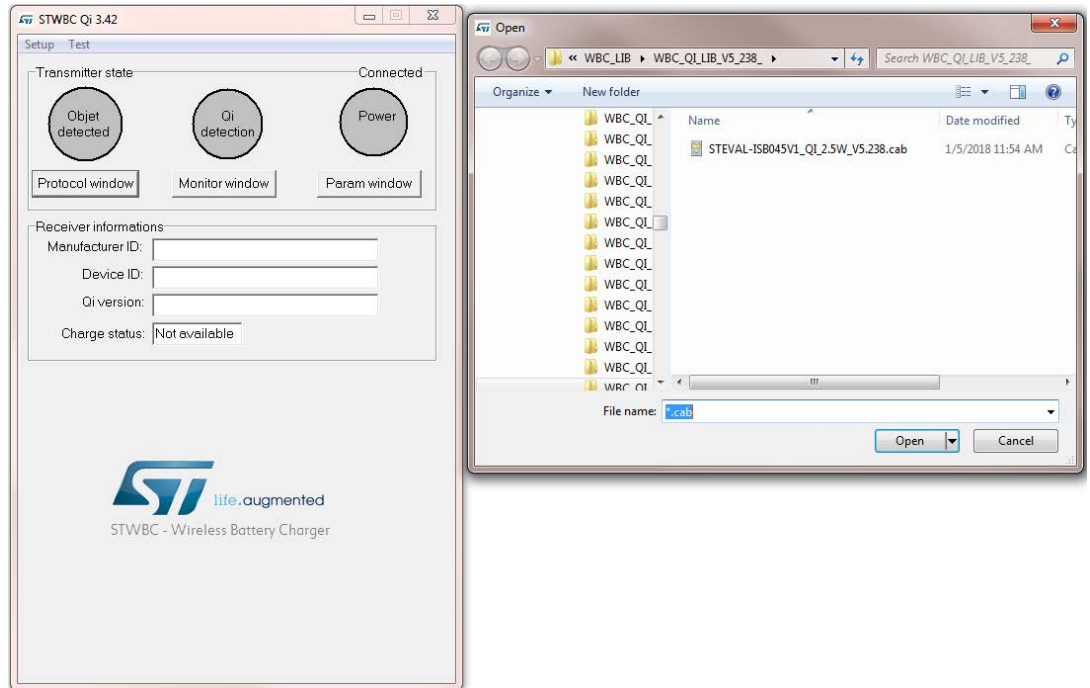 STWBC Qi 3.42
Setup Test
Transmitter state Connected
Objet detected
Qi detection
Power
Protocol window Monitor window Param window
Receiver informations
Manufacturer ID:
Device ID:
Qi version:
Charge status: Not available
ST
life.augmented
STWBC - Wireless Battery Charger
Open
« WBC_LIB WBC_QI_LIB_V5_238_
Search WBC_QI_LIB_V5_238_
Organize New folder
WBC_QI_
WBC_QI_
WBC_QI_
WBC_QI_
WBC_QI_
WBC_QI_
WBC_QI_
WBC_QI_
WBC_QI_
WBC_QI_
WBC_QI_
WBC_QI_
WBC_QI_
WBC_QI_
Name Date modified Ty
STEVAL-ISB045V1_QI_2.5W_V5.238.cab 1/5/2018 11:54 AM Ca
File name: *.cab
Open Cancel